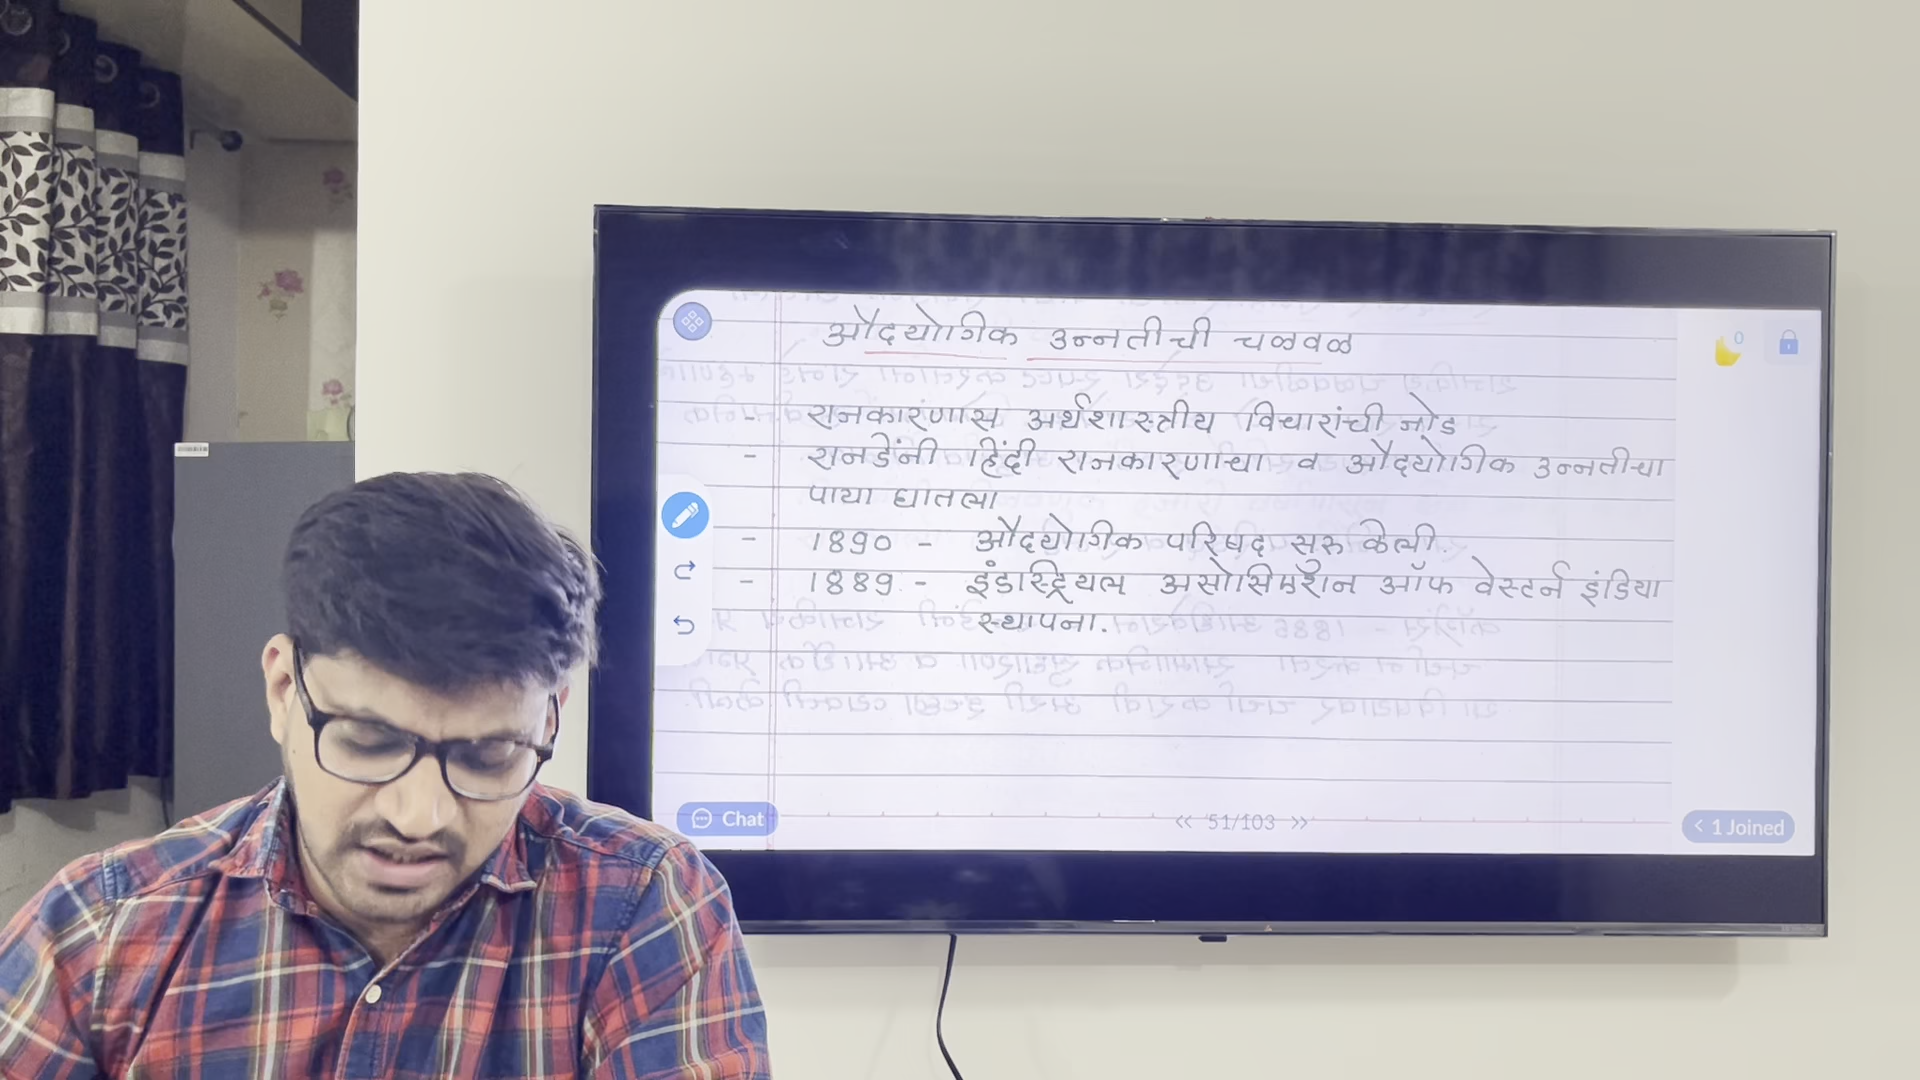 औद्योगिक उन्नतीची चळवळ
0
- राजकारणास अर्थशास्त्रीय विचारांची जोड
- रानडेंनी हिंदी राजकारणाचा व औद्योगिक उन्नतीचा
पाया घातला
- 1890 - औद्योगिक परिषद सुरु केली.
- 1889 - इंडास्ट्रियल असोसिएशन ऑफ वेस्टर्न इंडिया
स्थापना.
Chat
<< 51/103 >>
< 1 Joined